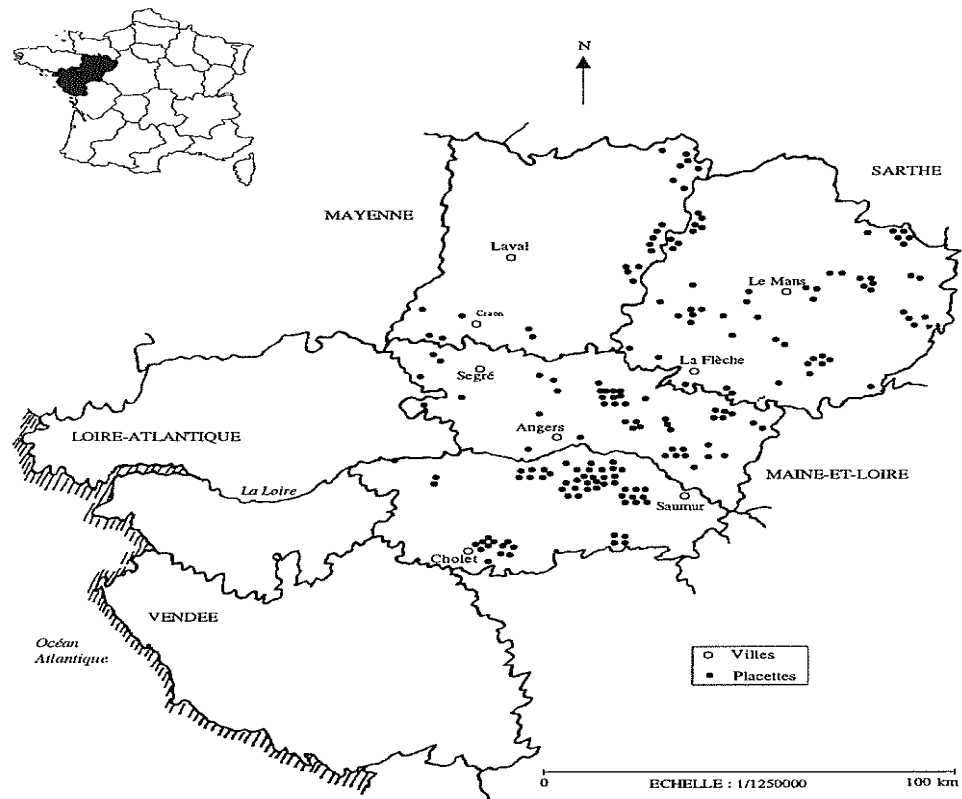 N
SARTHE
MAYENNE
Laval
Le Mans
Craon
Segré
La Flèche
LOIRE-ATLANTIQUE
Angers
MAINE-ET-LOIRE
La Loire
Saumur
Cholet
VENDEE
Océan
Atlantique
Villes
Placettes
0
ECHELLE : 1/1250000
100 km